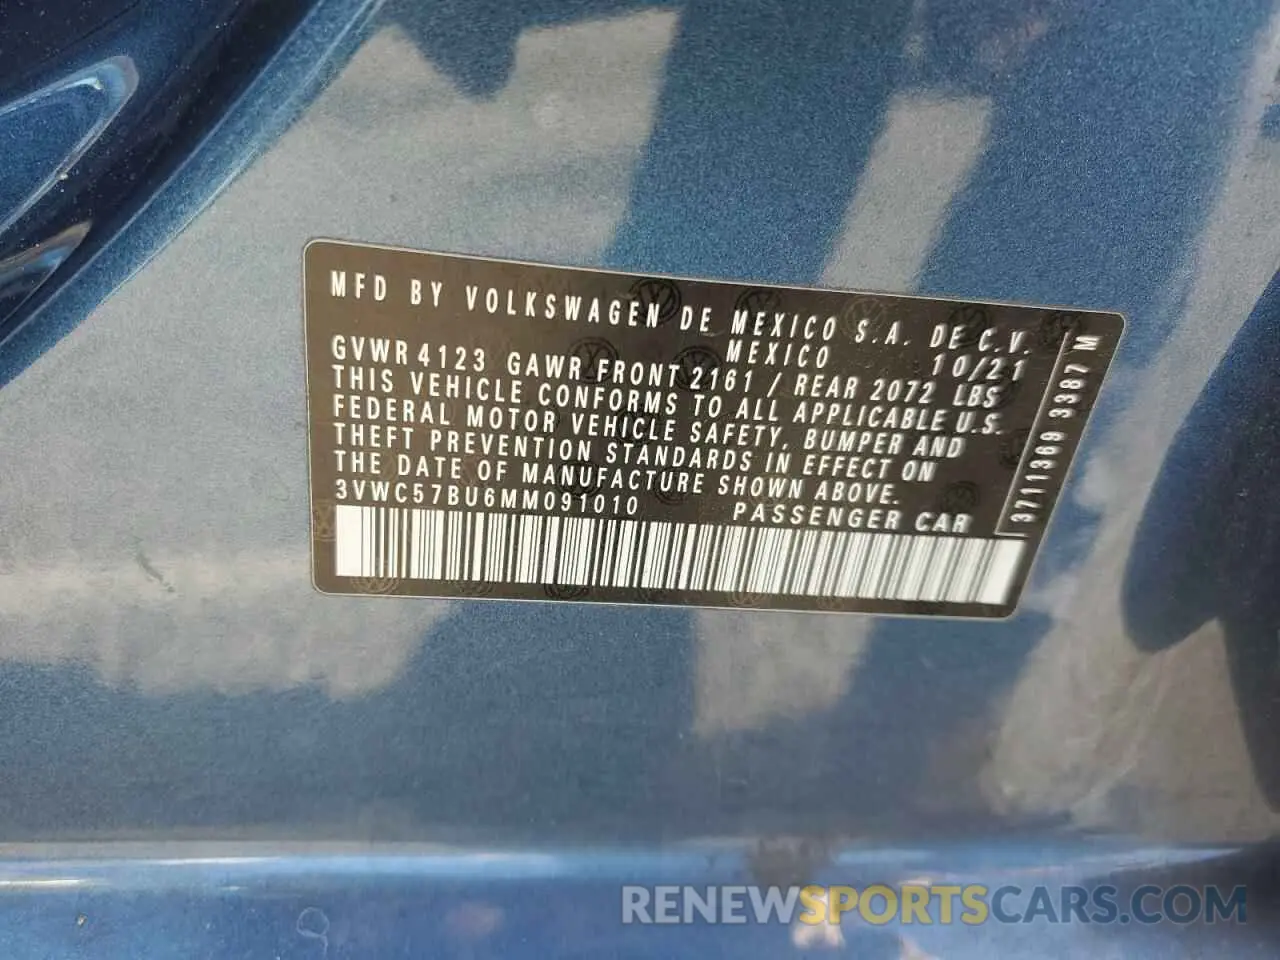 MFD BY VOLKSWAGEN DE MEXICO S.A. DE C.V.
MEXICO 10/21
GVWR 4123 GAWR FRONT 2161 / REAR 2072 LBS
THIS VEHICLE CONFORMS TO ALL APPLICABLE U.S.
FEDERAL MOTOR VEHICLE SAFETY, BUMPER AND
THEFT PREVENTION STANDARDS IN EFFECT ON
THE DATE OF MANUFACTURE SHOWN ABOVE.
3VWC57BU6MM091010 PASSENGER CAR
3711369 3387 M
RENEWSPORTSCARS.COM